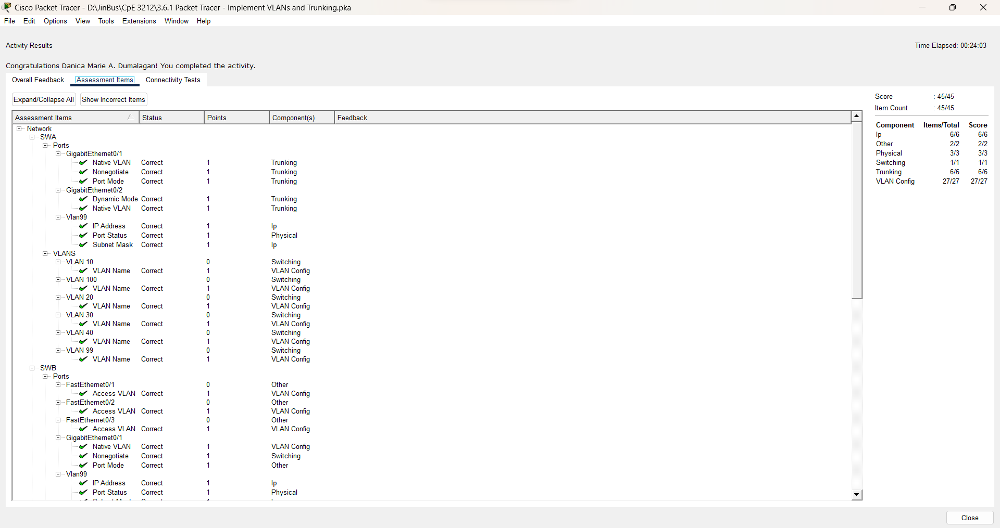 Cisco Packet Tracer - D:\JinBus\CpE 3212\3.6.1 Packet Tracer - Implement VLANs and Trunking.pka
File Edit Options View Tools Extensions Window Help
Activity Results Time Elapsed: 00:24:03
Congratulations Danica Marie A. Dumalagan! You completed the activity.
Overall Feedback Assessment Items Connectivity Tests
Expand/Collapse All Show Incorrect Items
Assessment Items Status Points Component(s) Feedback
Network
SWA
Ports
GigabitEthernet0/1
Native VLAN Correct 1 Trunking
Nonegotiate Correct 1 Trunking
Port Mode Correct 1 Trunking
GigabitEthernet0/2
Dynamic Mode Correct 1 Trunking
Native VLAN Correct 1 Trunking
Vlan99
IP Address Correct 1 Ip
Port Status Correct 1 Physical
Subnet Mask Correct 1 Ip
VLANS
VLAN 10 0 Switching
VLAN Name Correct 1 VLAN Config
VLAN 100 0 Switching
VLAN Name Correct 1 VLAN Config
VLAN 20 0 Switching
VLAN Name Correct 1 VLAN Config
VLAN 30 0 Switching
VLAN Name Correct 1 VLAN Config
VLAN 40 0 Switching
VLAN Name Correct 1 VLAN Config
VLAN 99 0 Switching
VLAN Name Correct 1 VLAN Config
SWB
Ports
FastEthernet0/1 0 Other
Access VLAN Correct 1 VLAN Config
FastEthernet0/2 0 Other
Access VLAN Correct 1 VLAN Config
FastEthernet0/3 0 Other
Access VLAN Correct 1 VLAN Config
GigabitEthernet0/1
Native VLAN Correct 1 VLAN Config
Nonegotiate Correct 1 Switching
Port Mode Correct 1 Other
Vlan99
IP Address Correct 1 Ip
Port Status Correct 1 Physical
Score : 45/45
Item Count : 45/45
Component Items/Total Score
Ip 6/6 6/6
Other 2/2 2/2
Physical 3/3 3/3
Switching 1/1 1/1
Trunking 6/6 6/6
VLAN Config 27/27 27/27
Close